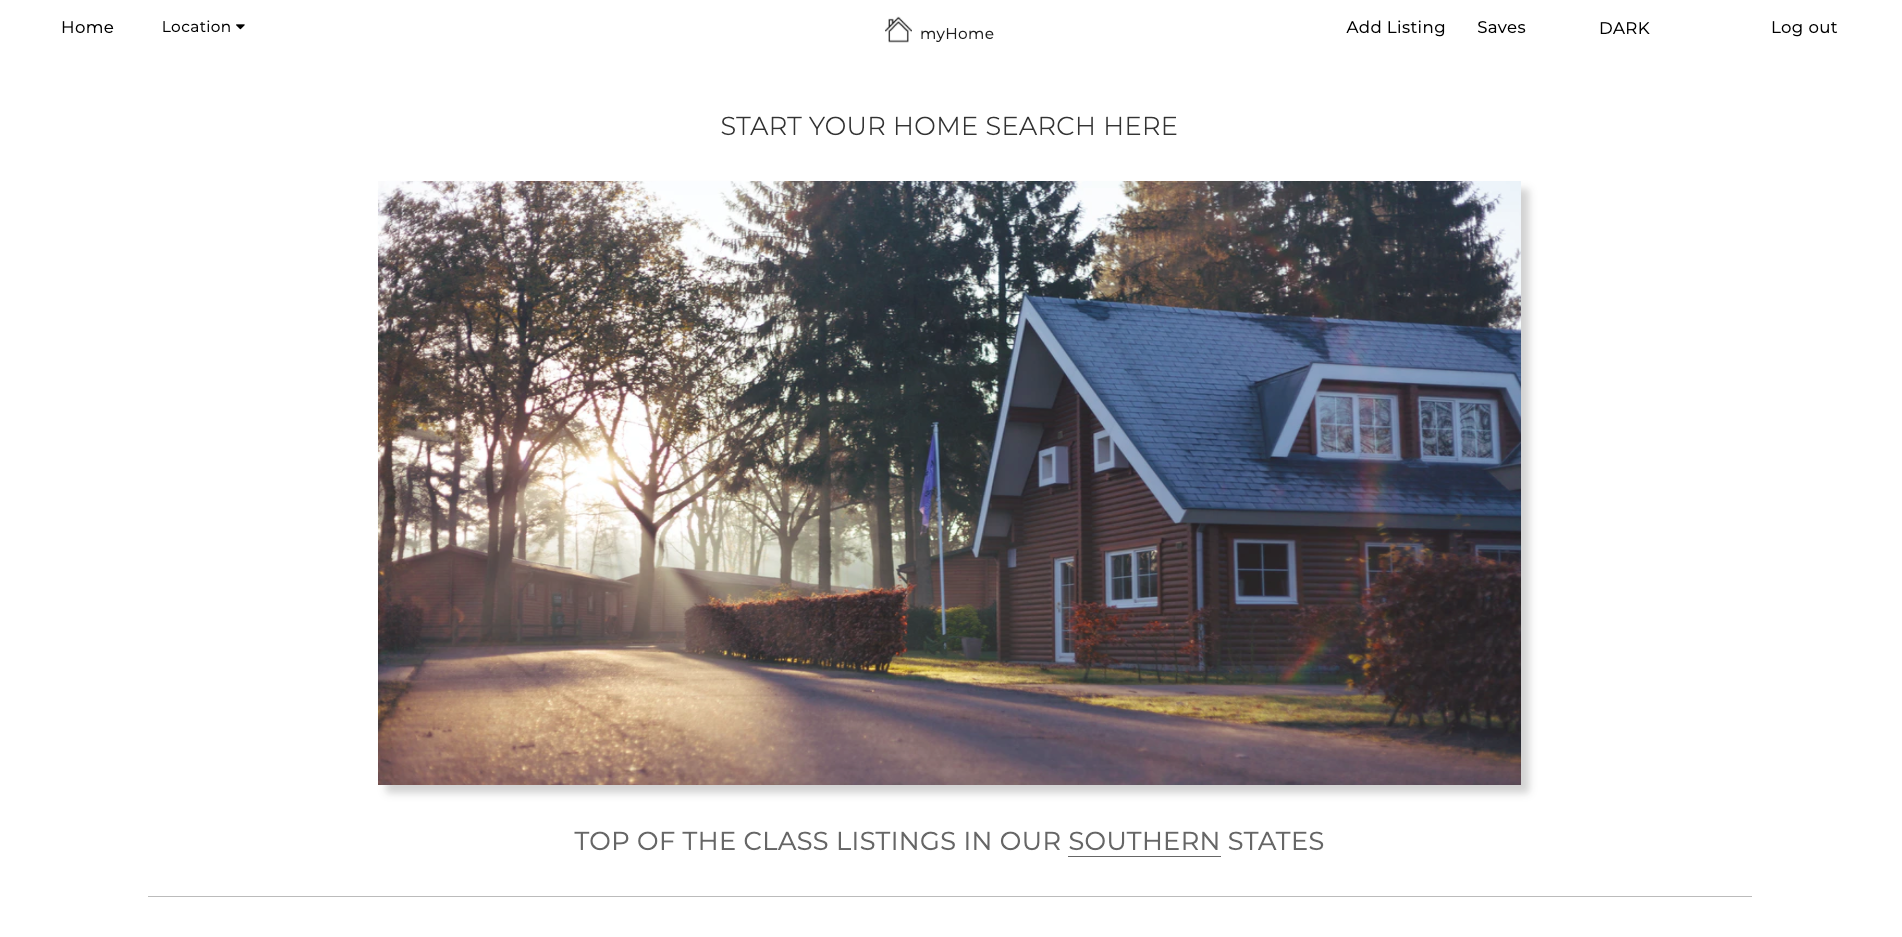 Home Location myHome Add Listing Saves DARK Log out
START YOUR HOME SEARCH HERE
TOP OF THE CLASS LISTINGS IN OUR SOUTHERN STATES